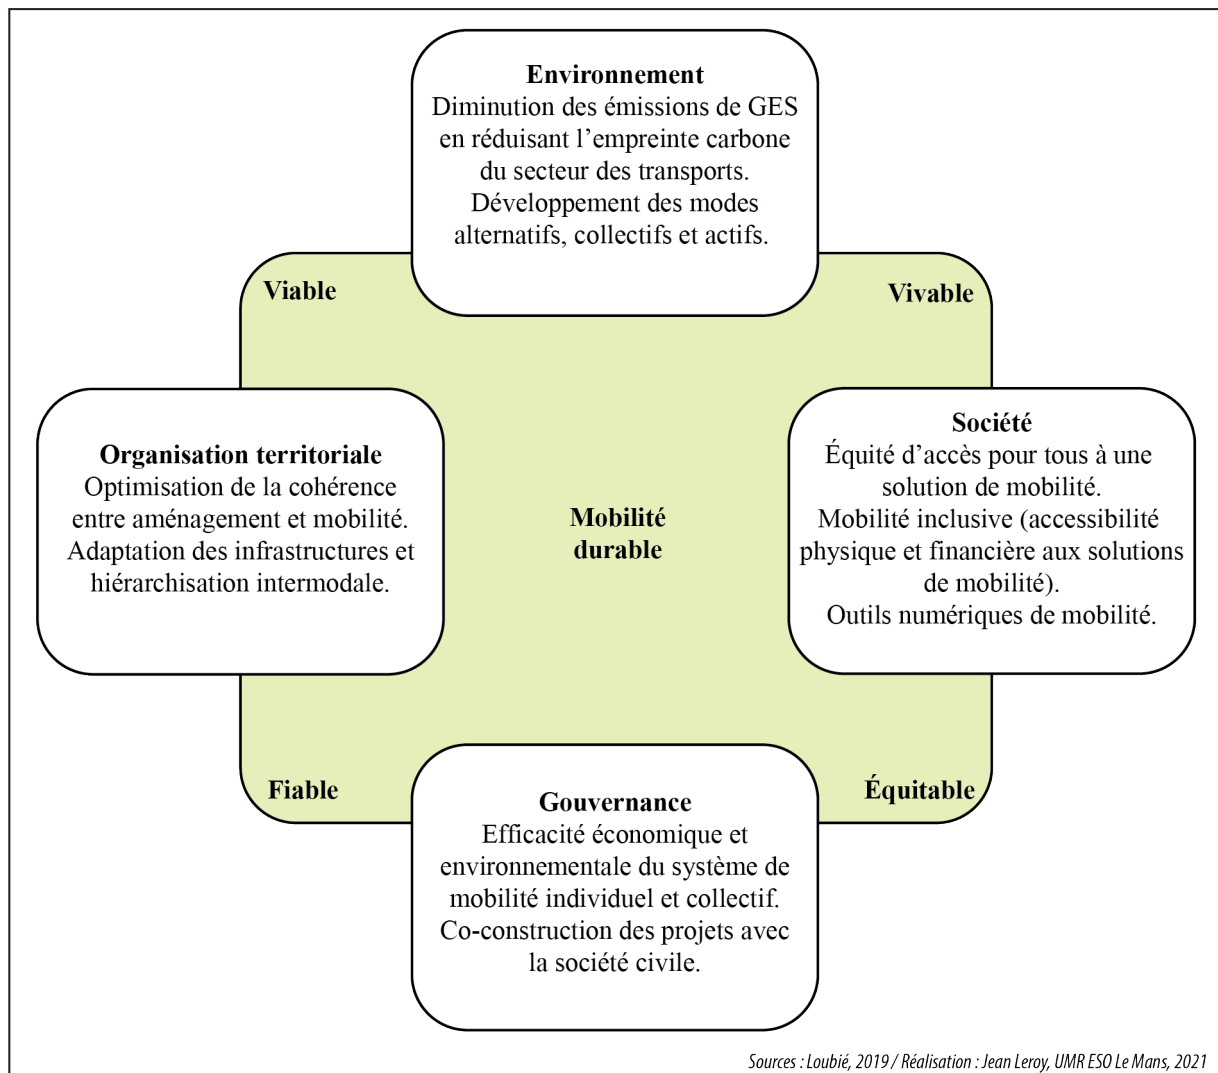 Environnement
Diminution des émissions de GES
en réduisant l’empreinte carbone
du secteur des transports.
Développement des modes
alternatifs, collectifs et actifs.
Viable
Vivable
Organisation territoriale
Optimisation de la cohérence
entre aménagement et mobilité.
Adaptation des infrastructures et
hiérarchisation intermodale.
Mobilité
durable
Société
Équité d’accès pour tous à une
solution de mobilité.
Mobilité inclusive (accessibilité
physique et financière aux solutions
de mobilité).
Outils numériques de mobilité.
Fiable
Équitable
Gouvernance
Efficacité économique et
environnementale du système de
mobilité individuel et collectif.
Co-construction des projets avec
la société civile.
Sources : Loubié, 2019 / Réalisation : Jean Leroy, UMR ESO Le Mans, 2021